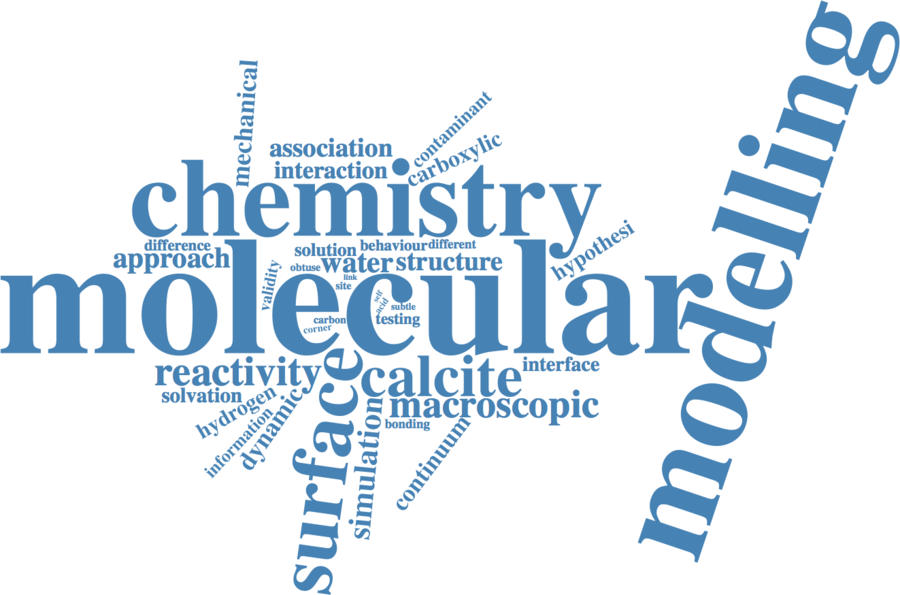 modelling
mechanical
contaminant
association
carboxylic
interaction
chemistry
hypothesi
difference
solution
behaviour
different
approach
validity
obtuse
water
structure
link
site
self
acid
subtle
molecular
carbon
testing
corner
surface
reactivity
calcite
interface
solvation
hydrogen
macroscopic
information
dynamic
simulation
bonding
continuum